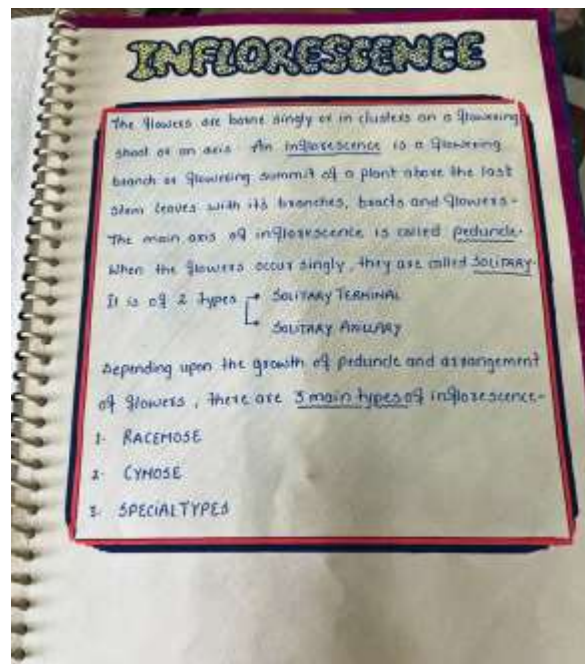 INFLORESCENCE
The flowers are borne singly or in clusters on a flowering
shoot or an axis. An inflorescence is a flowering
branch or flowering summit of a plant above the last
stem leaves with its branches, bracts and flowers-
The main axis of inflorescence is called peduncle.
When the flowers occur singly, they are called SOLITARY.
It is of 2 types → SOLITARY TERMINAL
→ SOLITARY AXILLARY
Depending upon the growth of peduncle and arrangement
of flowers, there are 3 main types of inflorescence-
1- RACEMOSE
2- CYMOSE
3- SPECIAL TYPES